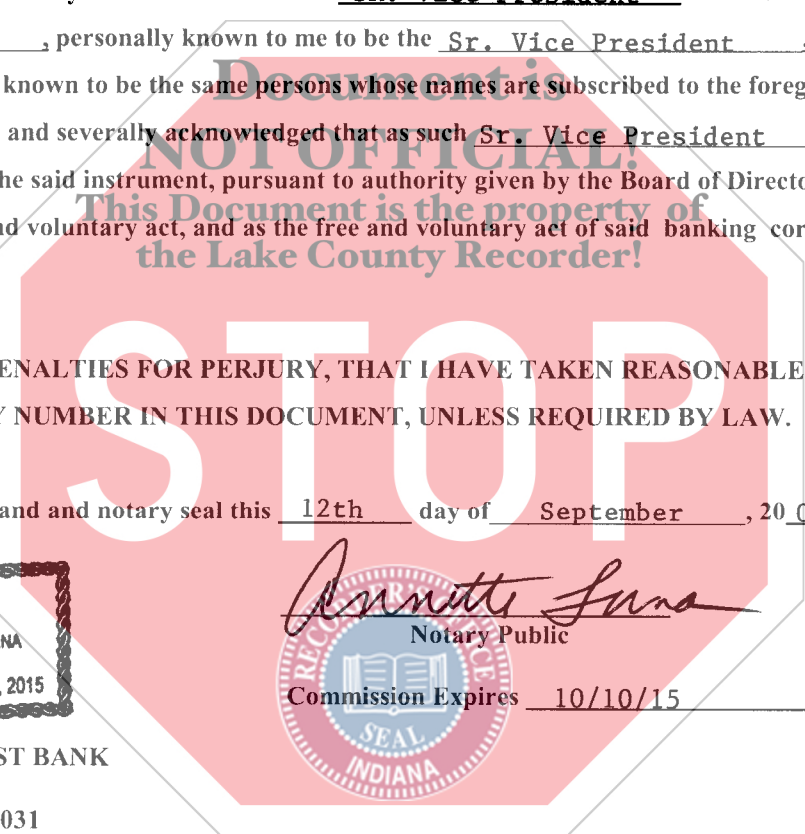 Sr. Vice President
, personally known to me to be the Sr. Vice President
known to be the same persons whose names are subscribed to the foreg
and severally acknowledged that as such Sr. Vice President
he said instrument, pursuant to authority given by the Board of Directo
nd voluntary act, and as the free and voluntary act of said banking cor
Document is
NOT OFFICIAL!
This Document is the property of
the Lake County Recorder!
STOP
ENALTIES FOR PERJURY, THAT I HAVE TAKEN REASONABLE
Y NUMBER IN THIS DOCUMENT, UNLESS REQUIRED BY LAW.
and and notary seal this 12th day of September, 20 0
Annette Luna
Notary Public
NA
, 2015
Commission Expires 10/10/15
RECORDER'S OFFICE
SEAL
INDIANA
ST BANK
031